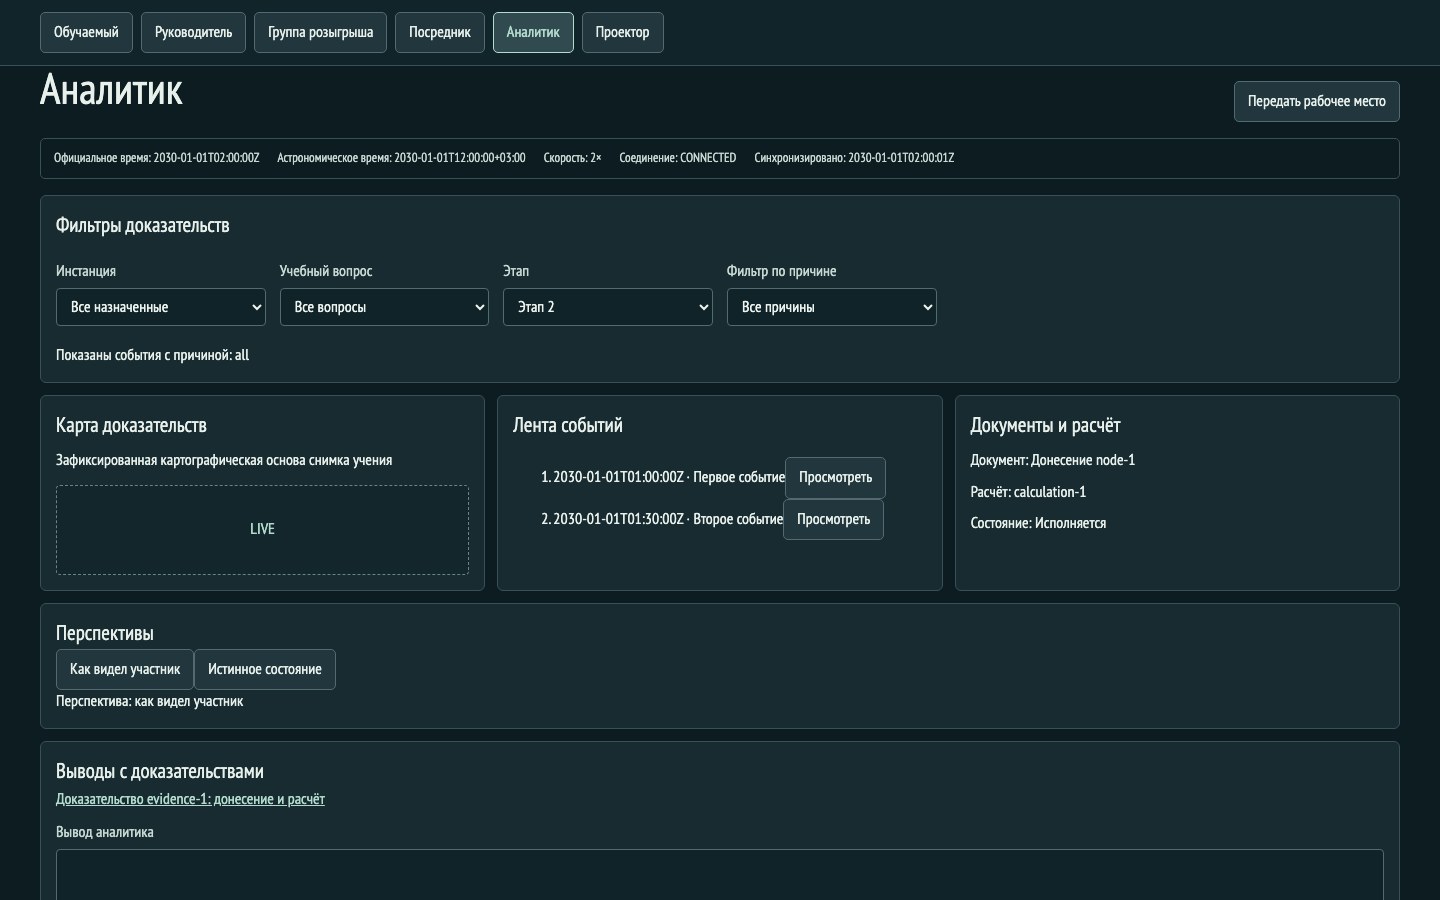 Обучаемый Руководитель Группа розыгрыша Посредник Аналитик Проектор
Аналитик
Передать рабочее место
Официальное время: 2030-01-01T02:00:00Z Астрономическое время: 2030-01-01T12:00:00+03:00 Скорость: 2× Соединение: CONNECTED Синхронизировано: 2030-01-01T02:00:01Z
Фильтры доказательств
Инстанция Учебный вопрос Этап Фильтр по причине
Все назначенные Все вопросы Этап 2 Все причины
Показаны события с причиной: all
Карта доказательств
Зафиксированная картографическая основа снимка учения
LIVE
Лента событий
1. 2030-01-01T01:00:00Z · Первое событие Просмотреть
2. 2030-01-01T01:30:00Z · Второе событие Просмотреть
Документы и расчёт
Документ: Донесение node-1
Расчёт: calculation-1
Состояние: Исполняется
Перспективы
Как видел участник Истинное состояние
Перспектива: как видел участник
Выводы с доказательствами
Доказательство evidence-1: донесение и расчёт
Вывод аналитика